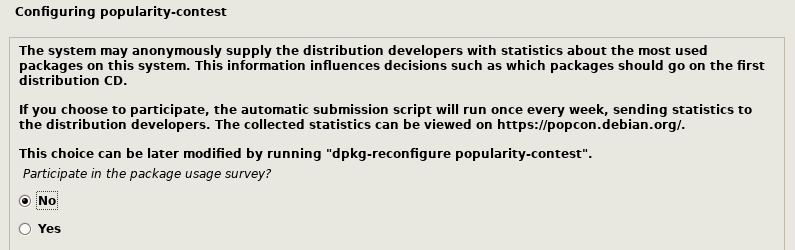 Configuring popularity-contest
The system may anonymously supply the distribution developers with statistics about the most used
packages on this system. This information influences decisions such as which packages should go on the first
distribution CD.
If you choose to participate, the automatic submission script will run once every week, sending statistics to
the distribution developers. The collected statistics can be viewed on https://popcon.debian.org/.
This choice can be later modified by running "dpkg-reconfigure popularity-contest".
Participate in the package usage survey?
No
Yes